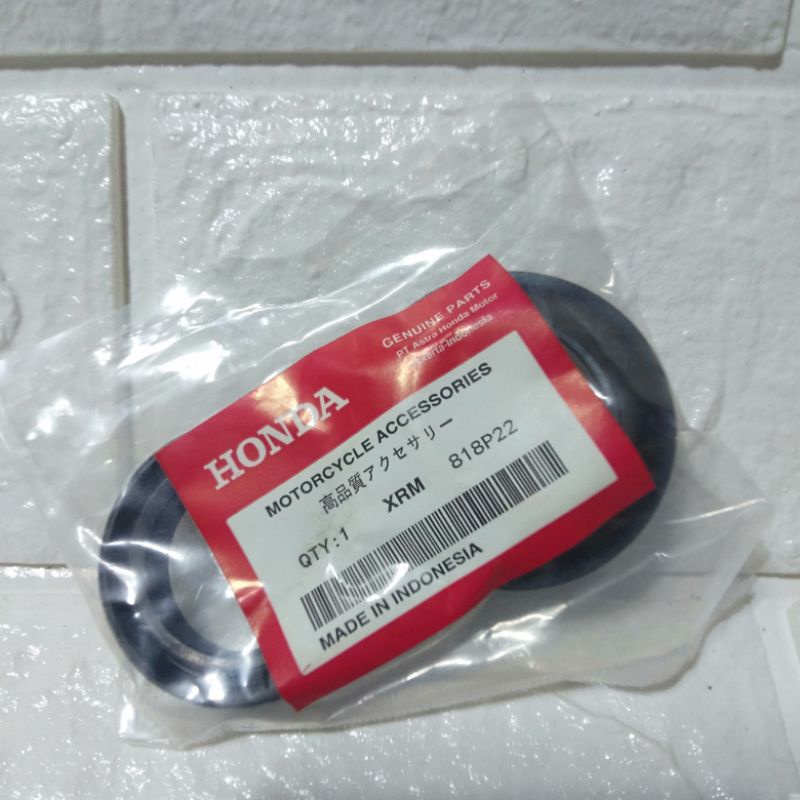 HONDA
GENUINE PARTS
PT Astra Honda Motor
Jakarta-Indonesia
MOTORCYCLE ACCESSORIES
高品質アクセサリー
QTY:1 XRM 818P22
MADE IN INDONESIA